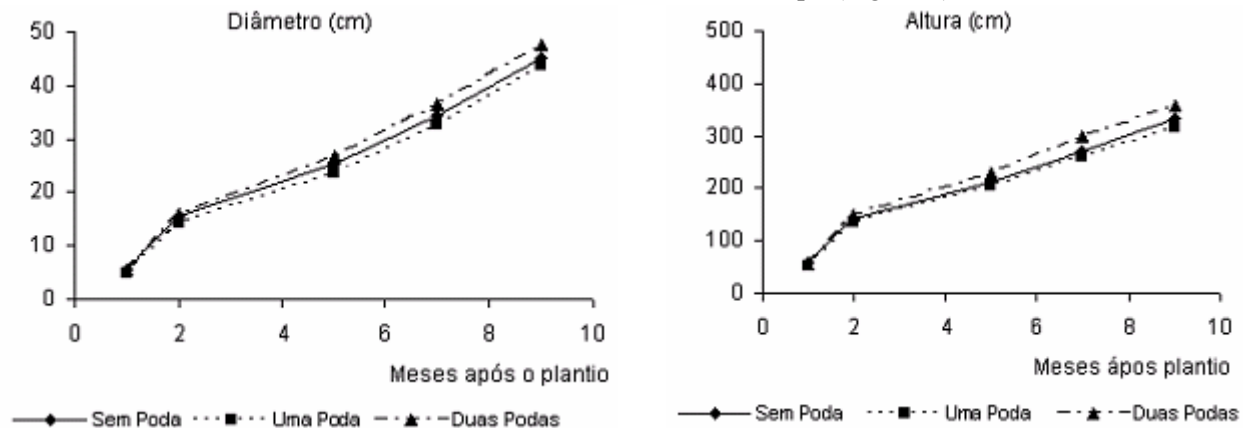 Diâmetro (cm)
50
40
30
20
10
0
0 2 4 6 8 10
Meses após o plantio
Sem Poda Uma Poda Duas Podas
Altura (cm)
500
400
300
200
100
0
0 2 4 6 8 10
Meses ápos plantio
Sem Poda Uma Poda Duas Podas